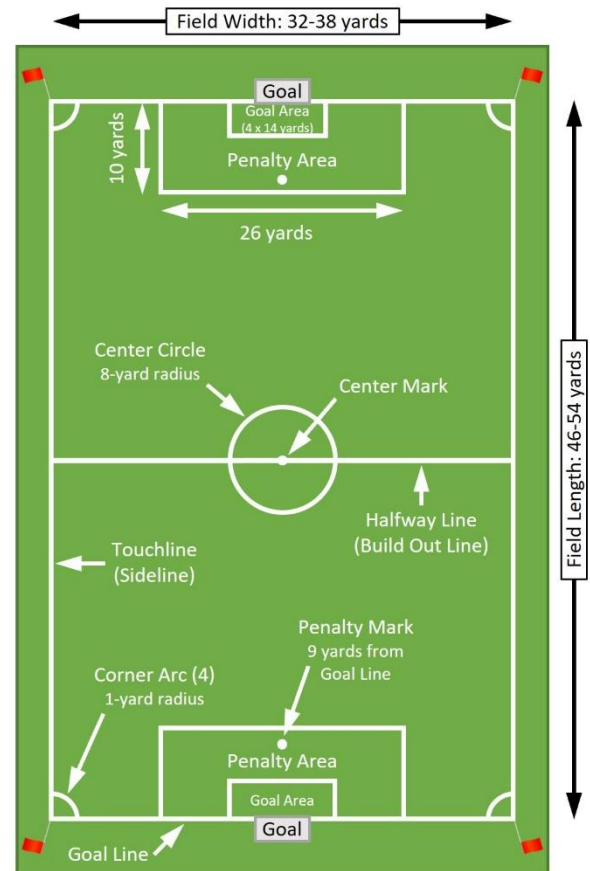 Field Width: 32-38 yards
Goal
Goal Area
(4 x 14 yards)
10 yards
Penalty Area
26 yards
Center Circle
8-yard radius
Center Mark
Field Length: 46-54 yards
Halfway Line
(Build Out Line)
Touchline
(Sideline)
Penalty Mark
9 yards from
Goal Line
Corner Arc (4)
1-yard radius
Penalty Area
Goal Area
Goal
Goal Line